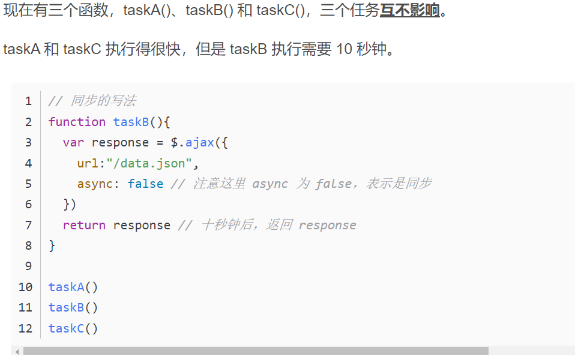 现在有三个函数，taskA()、taskB() 和 taskC()，三个任务互不影响。
taskA 和 taskC 执行得很快，但是 taskB 执行需要 10 秒钟。
1 // 同步的写法
2 function taskB(){
3   var response = $.ajax({
4     url:"/data.json",
5     async: false // 注意这里 async 为 false，表示是同步
6   })
7   return response // 十秒钟后，返回 response
8 }
9
10 taskA()
11 taskB()
12 taskC()